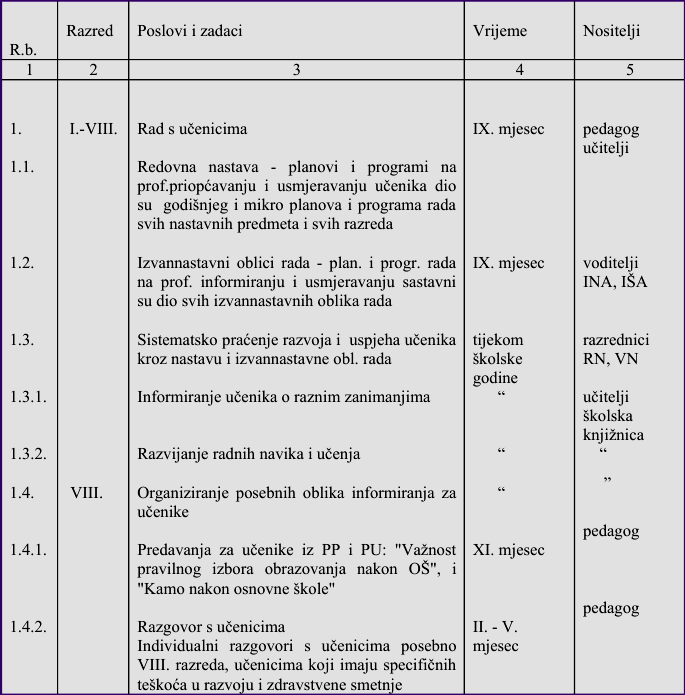 R.b. Razred Poslovi i zadaci Vrijeme Nositelji
1 2 3 4 5
1. I.-VIII. Rad s učenicima IX. mjesec pedagog
učitelji
1.1. Redovna nastava - planovi i programi na
prof.priopćavanju i usmjeravanju učenika dio
su godišnjeg i mikro planova i programa rada
svih nastavnih predmeta i svih razreda
1.2. Izvannastavni oblici rada - plan. i progr. rada IX. mjesec voditelji
na prof. informiranju i usmjeravanju sastavni INA, IŠA
su dio svih izvannastavnih oblika rada
1.3. Sistematsko praćenje razvoja i uspjeha učenika tijekom razrednici
kroz nastavu i izvannastavne obl. rada školske RN, VN
godine
1.3.1. Informiranje učenika o raznim zanimanjima “ učitelji
školska
knjižnica
1.3.2. Razvijanje radnih navika i učenja “ “
”
1.4. VIII. Organiziranje posebnih oblika informiranja za “
učenike
pedagog
1.4.1. Predavanja za učenike iz PP i PU: "Važnost XI. mjesec
pravilnog izbora obrazovanja nakon OŠ", i
"Kamo nakon osnovne škole"
pedagog
1.4.2. Razgovor s učenicima II. - V.
Individualni razgovori s učenicima posebno mjesec
VIII. razreda, učenicima koji imaju specifičnih
teškoća u razvoju i zdravstvene smetnje